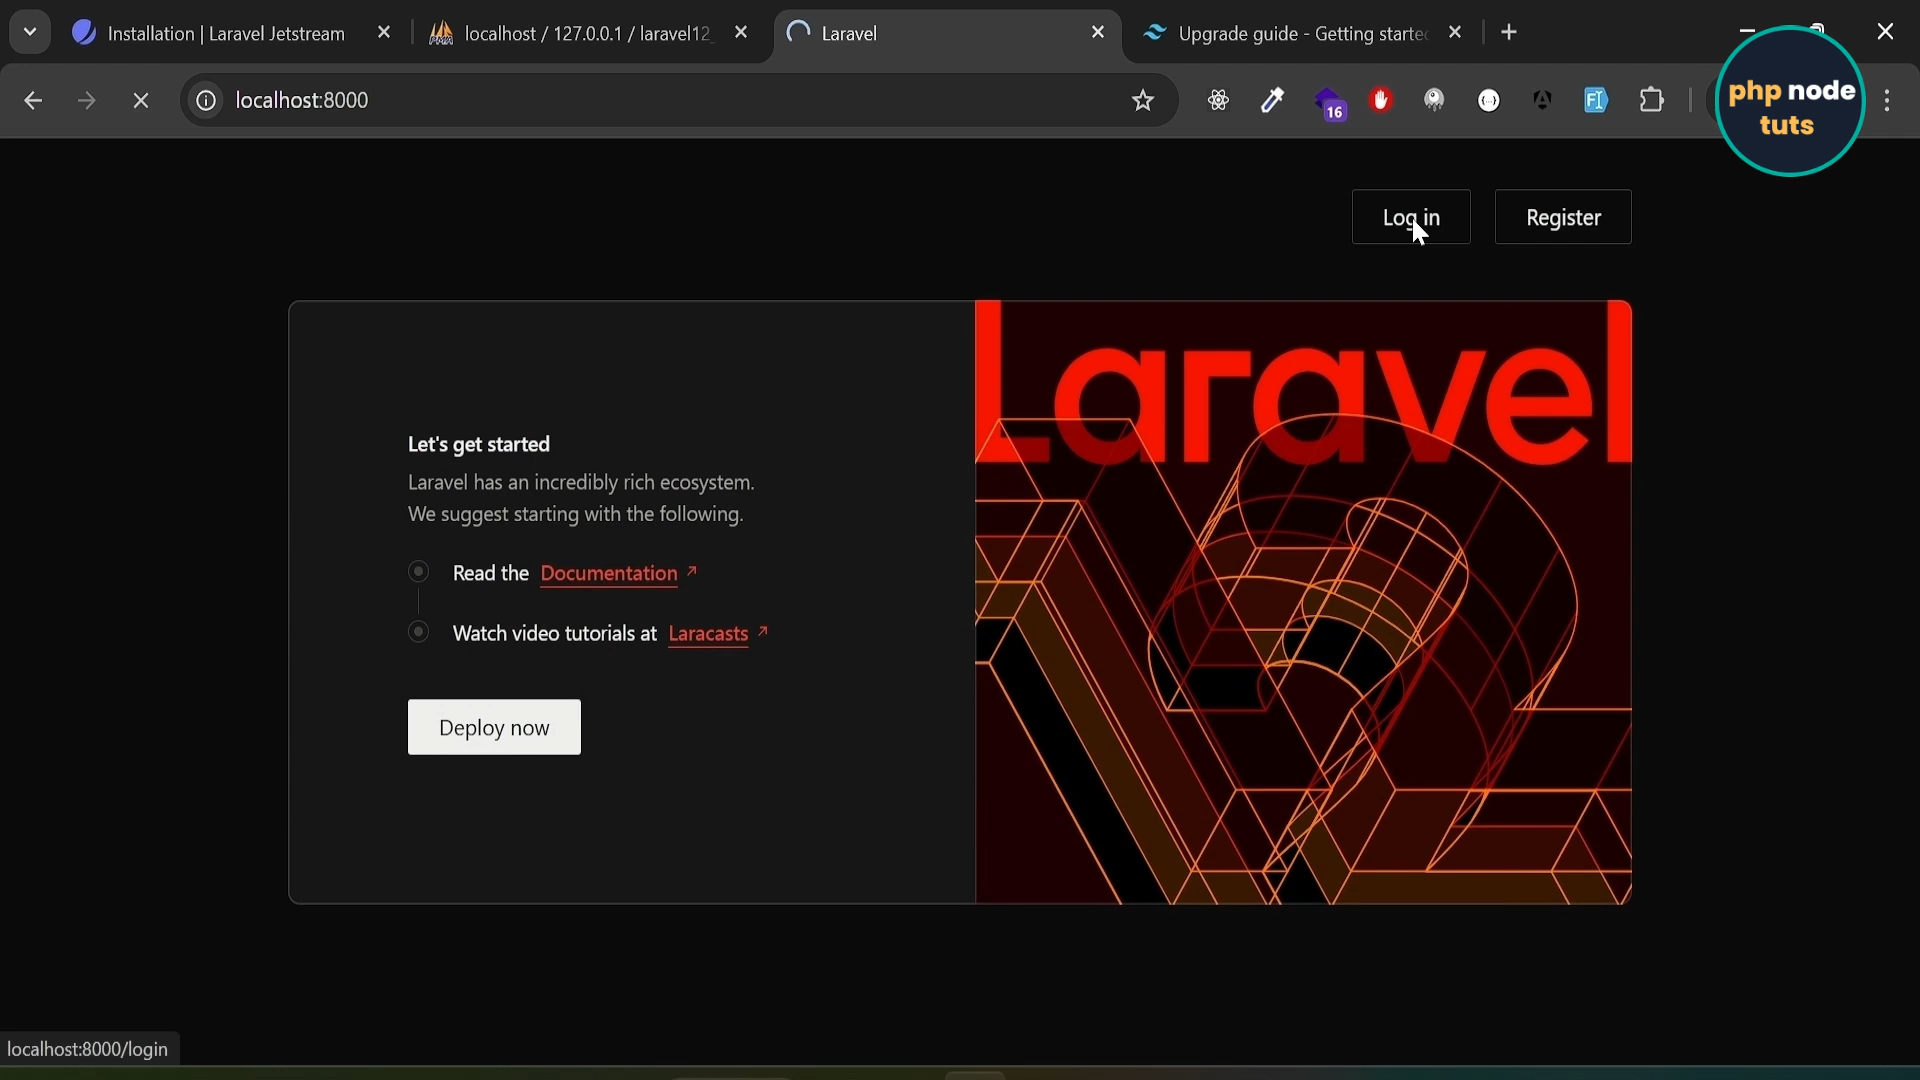 Installation | Laravel Jetstream
localhost / 127.0.0.1 / laravel12_
Laravel
Upgrade guide - Getting starte
localhost:8000
16
php node
tuts
Log in
Register
Laravel
Let's get started
Laravel has an incredibly rich ecosystem.
We suggest starting with the following.
Read the Documentation
Watch video tutorials at Laracasts
Deploy now
localhost:8000/login